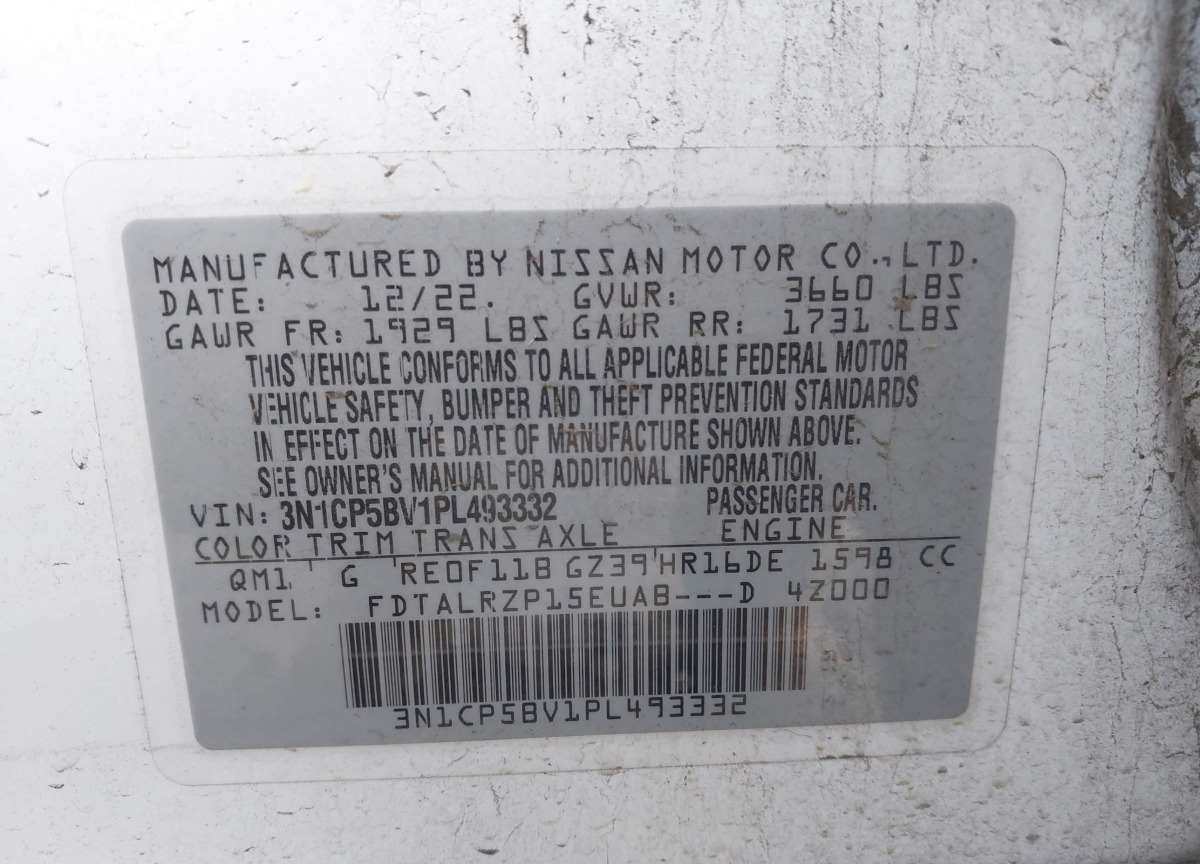 MANUFACTURED BY NISSAN MOTOR CO., LTD.
DATE: 12/22. GVWR: 3660 LBS
GAWR FR: 1929 LBS GAWR RR: 1731 LBS
THIS VEHICLE CONFORMS TO ALL APPLICABLE FEDERAL MOTOR
VEHICLE SAFETY, BUMPER AND THEFT PREVENTION STANDARDS
IN EFFECT ON THE DATE OF MANUFACTURE SHOWN ABOVE.
SEE OWNER'S MANUAL FOR ADDITIONAL INFORMATION.
VIN: 3N1CP5BV1PL493332 PASSENGER CAR.
COLOR TRIM TRANS AXLE ENGINE
QM1 G RE0F11B GZ39 HR16DE 1598 CC
MODEL: FDTALRZP15EUAB---D 4Z000
3N1CP5BV1PL493332